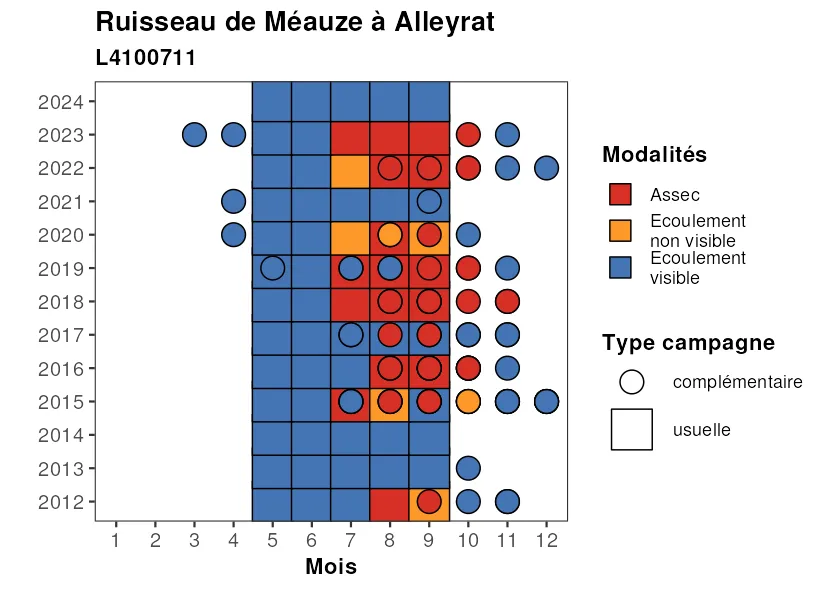 Ruisseau de Méauze à Alleyrat
L4100711
2024
2023
2022
2021
2020
2019
2018
2017
2016
2015
2014
2013
2012
1 2 3 4 5 6 7 8 9 10 11 12
Mois
Modalités
Assec
Ecoulement
non visible
Ecoulement
visible
Type campagne
complémentaire
usuelle